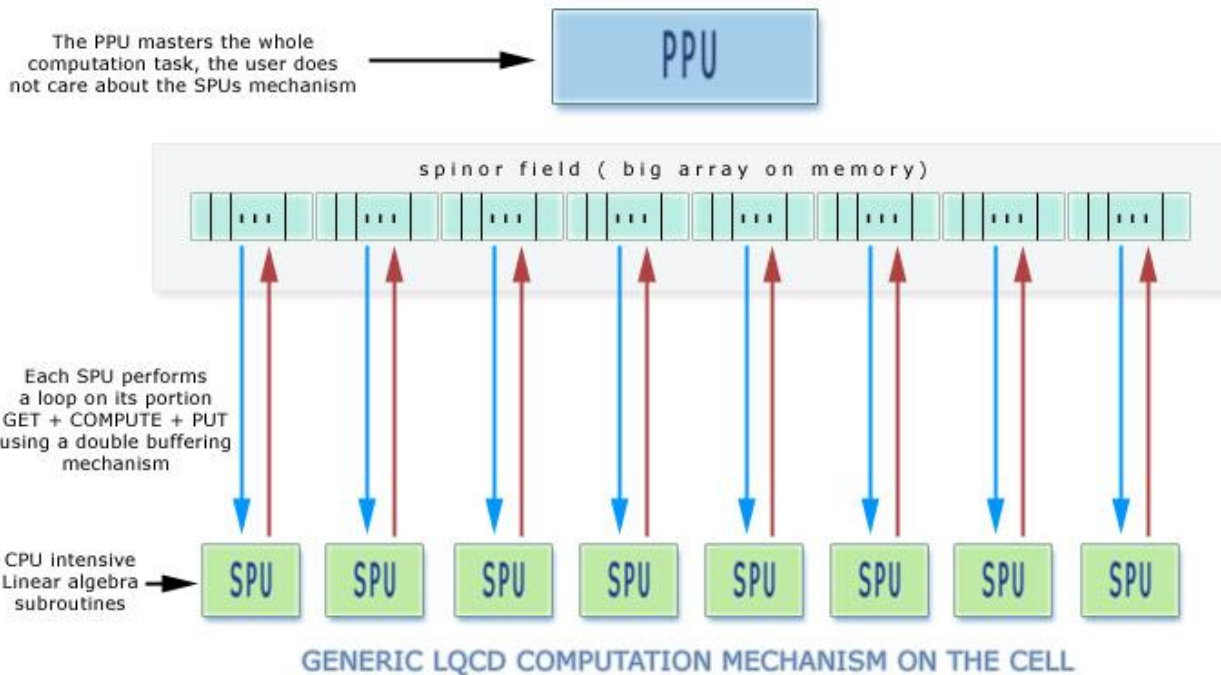 The PPU masters the whole
computation task, the user does
not care about the SPUs mechanism
PPU
spinor field ( big array on memory)
Each SPU performs
a loop on its portion
GET + COMPUTE + PUT
using a double buffering
mechanism
CPU intensive
Linear algebra
subroutines
SPU SPU SPU SPU SPU SPU SPU SPU
GENERIC LQCD COMPUTATION MECHANISM ON THE CELL